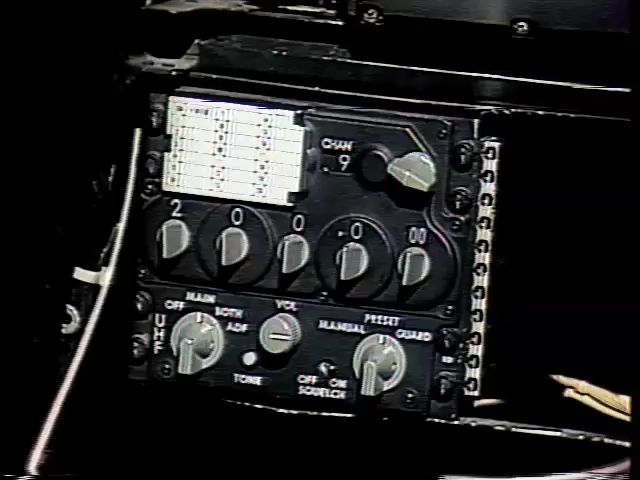 CHAN
9
2 0 0 .0 00
UHF
OFF MAIN BOTH ADF
VOL
MANUAL PRESET GUARD
TONE
OFF ON
SQUELCH